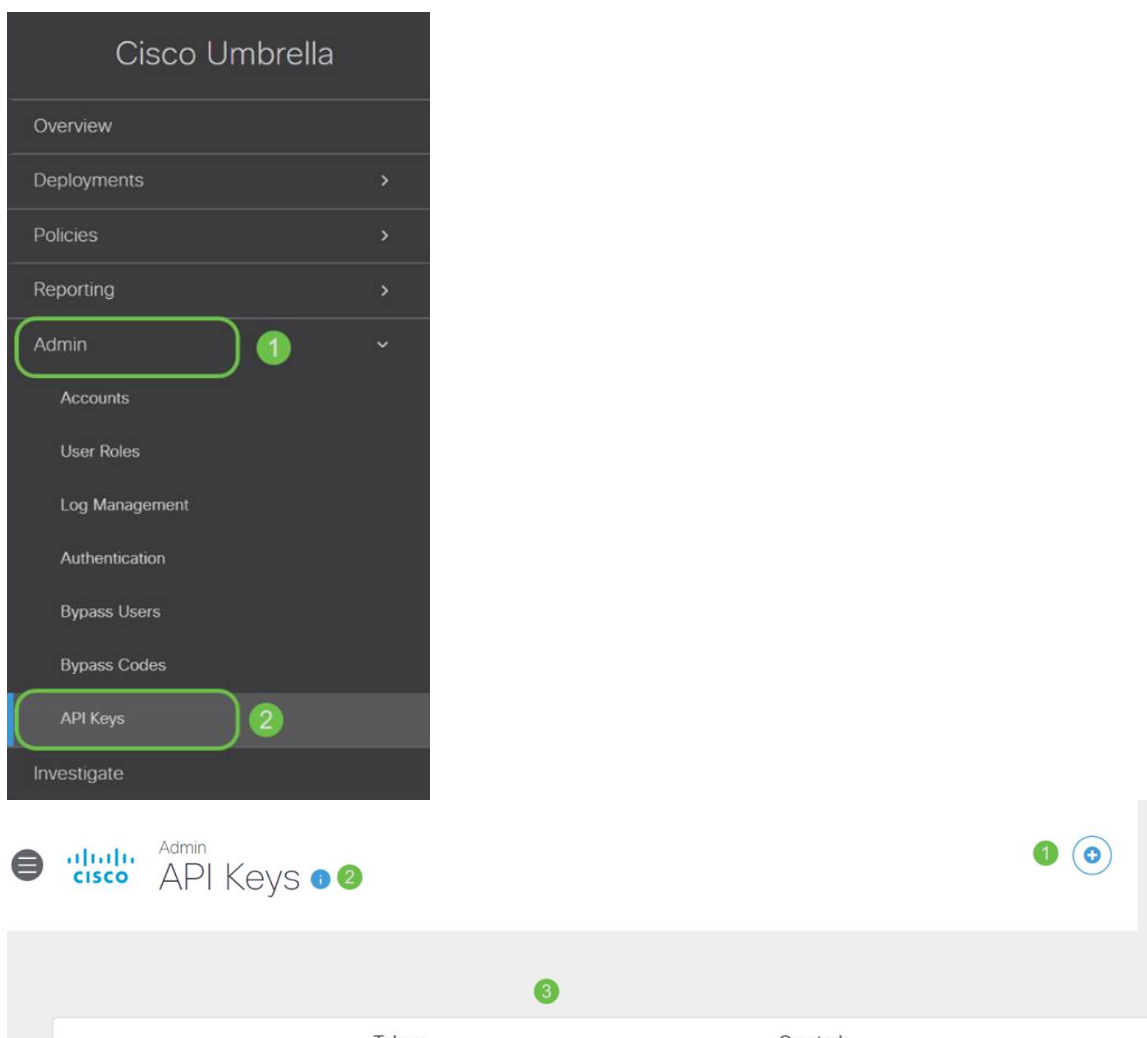 Cisco Umbrella
Overview
Deployments
Policies
Reporting
Admin 1
Accounts
User Roles
Log Management
Authentication
Bypass Users
Bypass Codes
API Keys 2
Investigate
Admin
CISCO API Keys i 2
1
3